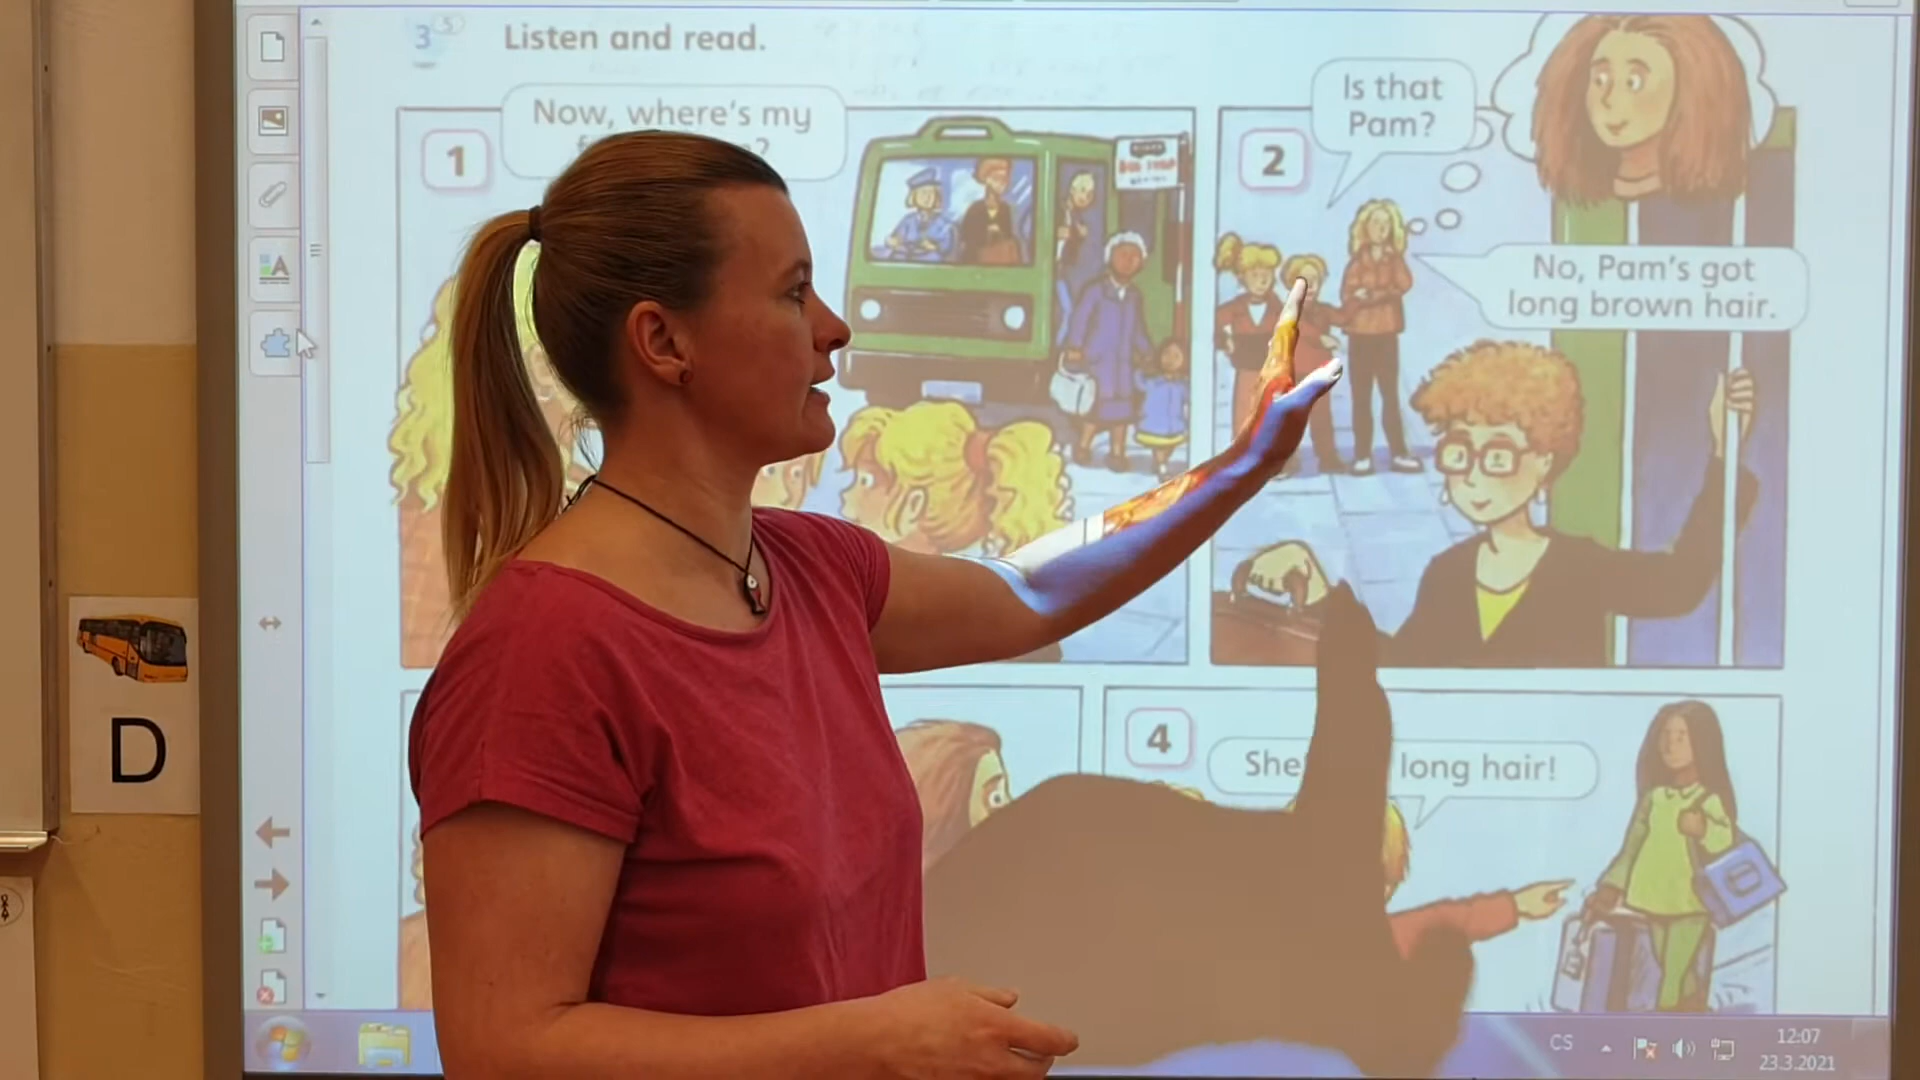 3
Listen and read.
1
Now, where's my
2
Is that
Pam?
No, Pam's got
long brown hair.
4
She
long hair!
D
CS
12:07
23.3.2021